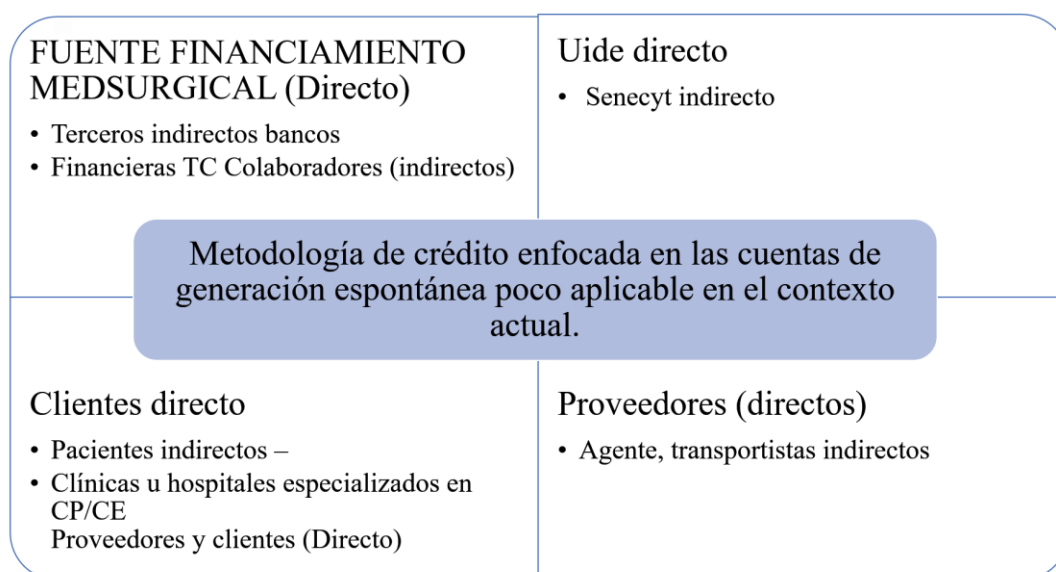 FUENTE FINANCIAMIENTO
MEDSURGICAL (Directo)
• Terceros indirectos bancos
• Financieras TC Colaboradores (indirectos)
Uide directo
• Senecyt indirecto
Metodología de crédito enfocada en las cuentas de
generación espontánea poco aplicable en el contexto
actual.
Clientes directo
• Pacientes indirectos –
• Clínicas u hospitales especializados en
CP/CE
Proveedores y clientes (Directo)
Proveedores (directos)
• Agente, transportistas indirectos